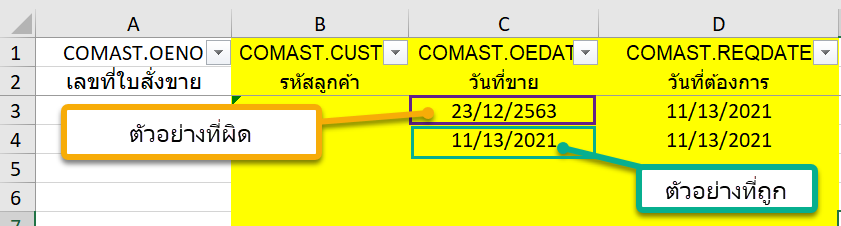 A B C D
1 COMAST.OENO COMAST.CUST COMAST.OEDAT COMAST.REQDATE
2 เลขที่ใบสั่งขาย รหัสลูกค้า วันที่ขาย วันที่ต้องการ
3 23/12/2563 11/13/2021
ตัวอย่างที่ผิด
4 11/13/2021 11/13/2021
5
ตัวอย่างที่ถูก
6
7